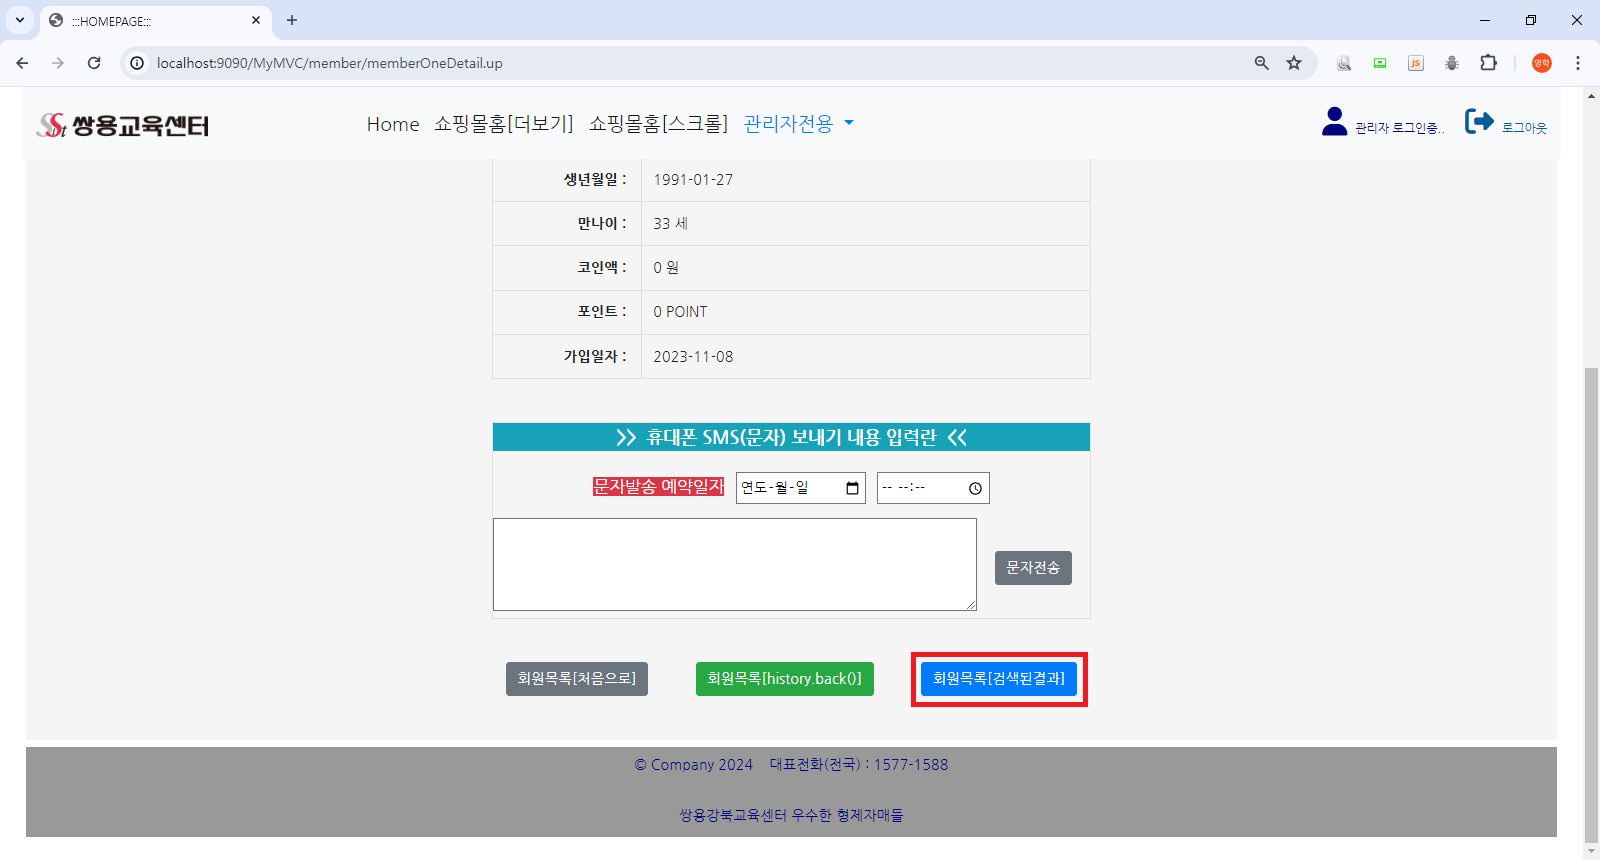 :::HOMEPAGE:::
localhost:9090/MyMVC/member/memberOneDetail.up
JS
영학
SSt 쌍용교육센터
Home 쇼핑몰홈[더보기] 쇼핑몰홈[스크롤] 관리자전용
관리자 로그인중.. 로그아웃
생년월일 : 1991-01-27
만나이 : 33 세
코인액 : 0 원
포인트 : 0 POINT
가입일자 : 2023-11-08
>> 휴대폰 SMS(문자) 보내기 내용 입력란 <<
문자발송 예약일자 연도-월-일 -- --:--
문자전송
회원목록[처음으로] 회원목록[history.back()] 회원목록[검색된결과]
© Company 2024 대표전화(전국) : 1577-1588
쌍용강북교육센터 우수한 형제자매들